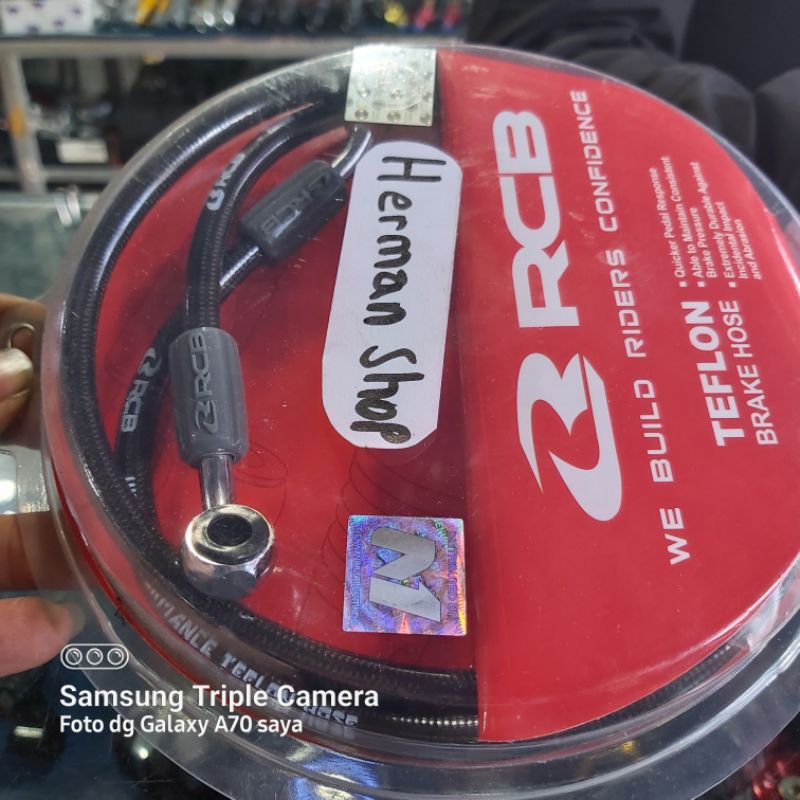 RCB
WE BUILD RIDERS CONFIDENCE
TEFLON
BRAKE HOSE
• Quicker Pedal Response
• Able to Maintain Consistent
Brake Pressure
• Extremely Durable Against
Incidental Impact
and Abrasion
Herman Shop
RCB
RCB
RCB
RCB
M
TEFLON HOSE
Samsung Triple Camera
Foto dg Galaxy A70 saya